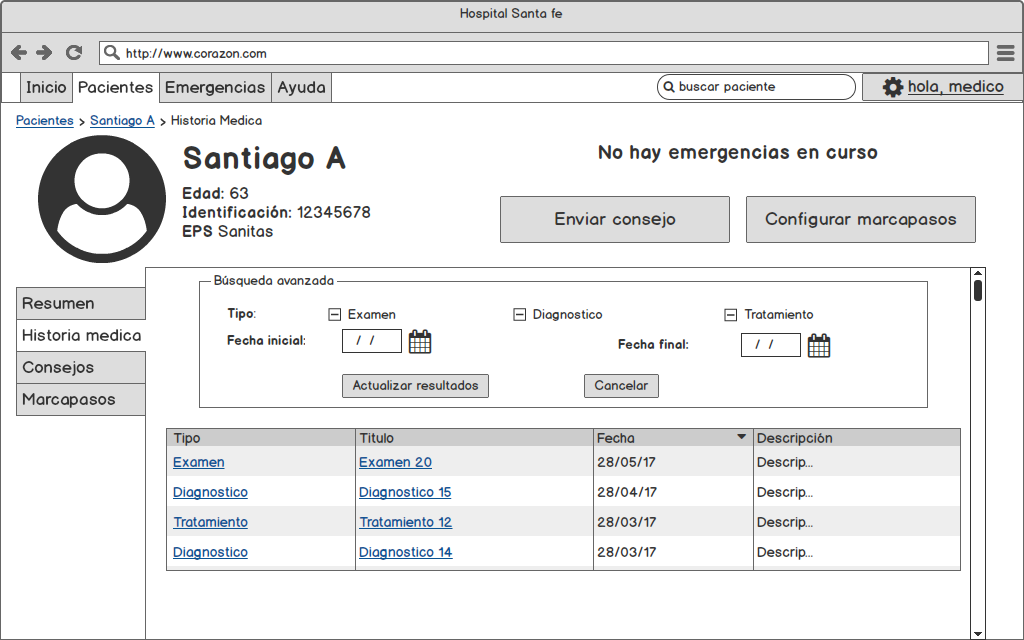 Hospital Santa fe
http://www.corazon.com
Inicio Pacientes Emergencias Ayuda buscar paciente hola, medico
Pacientes > Santiago A > Historia Medica
Santiago A
No hay emergencias en curso
Edad: 63
Identificación: 12345678
EPS Sanitas
Enviar consejo Configurar marcapasos
Resumen
Historia medica
Consejos
Marcapasos
Búsqueda avanzada
Tipo: Examen Diagnostico Tratamiento
Fecha inicial: / / Fecha final: / /
Actualizar resultados Cancelar
Tipo Titulo Fecha Descripción
Examen Examen 20 28/05/17 Descrip...
Diagnostico Diagnostico 15 28/04/17 Descrip...
Tratamiento Tratamiento 12 28/03/17 Descrip...
Diagnostico Diagnostico 14 28/03/17 Descrip...